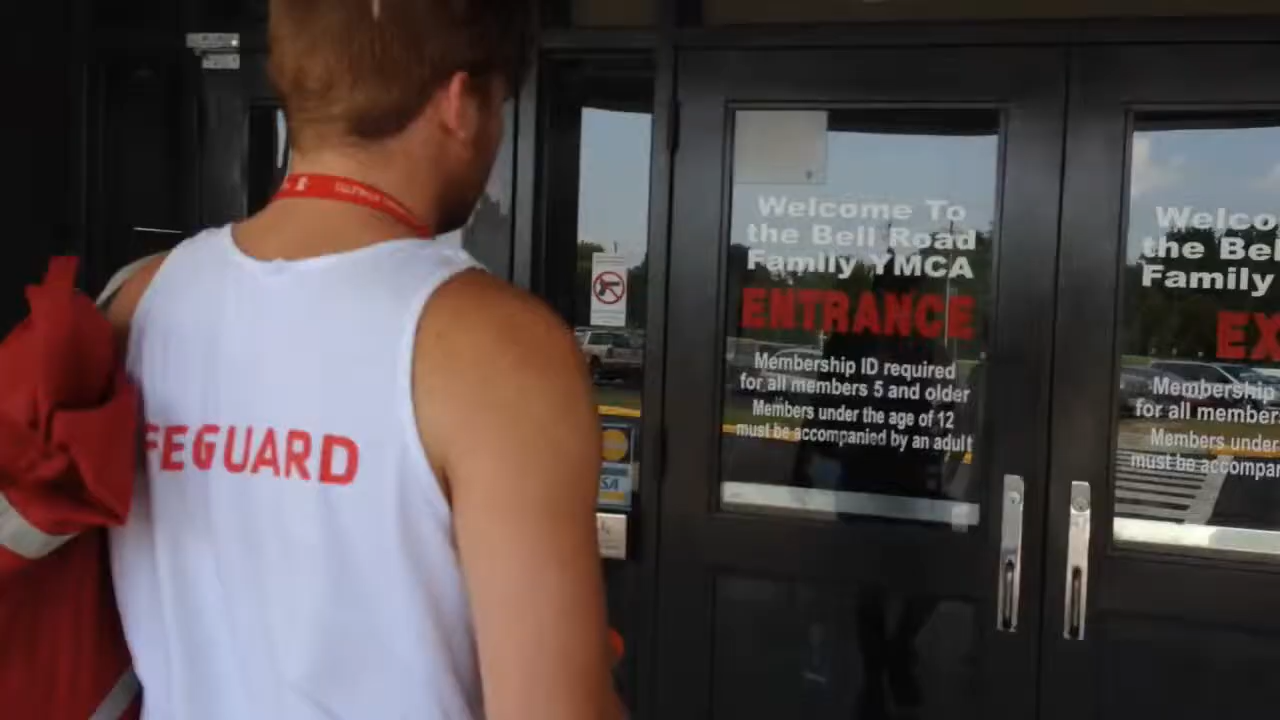 FEGUARD
Welcome To
the Bell Road
Family YMCA
ENTRANCE
Membership ID required
for all members 5 and older
Members under the age of 12
must be accompanied by an adult
Welco
the Bel
Family
EX
Membership
for all members
Members under
must be accompan
VISA